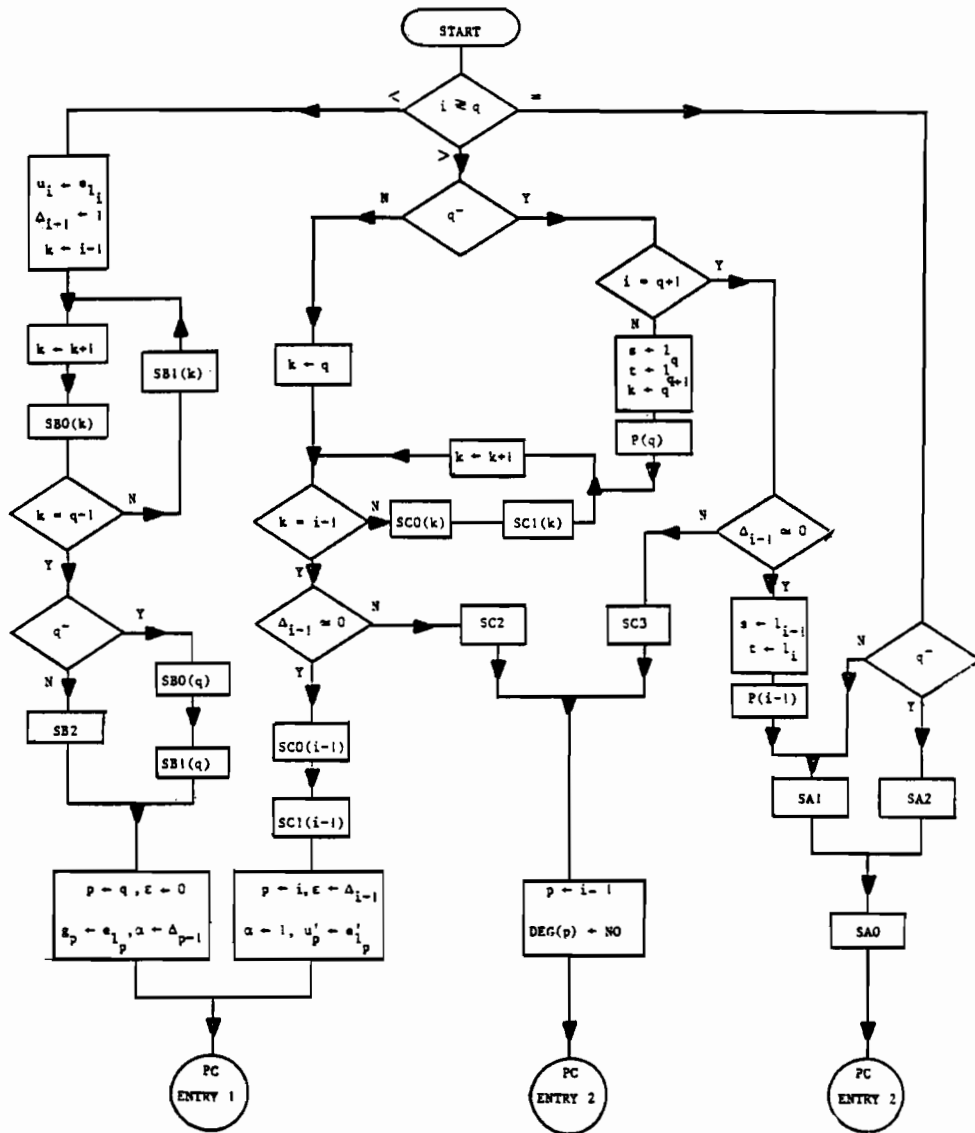 START
<
i ≷ q
=
>
u_i ← e_{l_i}
Δ_{i+1} ← 1
k ← i-1
N
q⁻
Y
i = q+1
Y
N
k ← k+1
SB1(k)
k ← q
s ← l_q
t ← l_{q+1}
k ← q
SB0(k)
k ← k+1
P(q)
k = q-1
N
k = i-1
N
SC0(k)
SC1(k)
N
Δ_{i-1} ≃ 0
Y
Y
Y
q⁻
Y
Δ_{i-1} ≃ 0
N
SC2
SC3
s ← l_{i-1}
t ← l_i
N
q⁻
N
SB0(q)
Y
P(i-1)
Y
SB2
SC0(i-1)
SB1(q)
SA1
SA2
SC1(i-1)
p ← q, ε ← 0
g_p ← e_{l_p}, α ← Δ_{p-1}
p ← i, ε ← Δ_{i-1}
α ← 1, u'_p ← e'_{l_p}
p ← i-1
DEG(p) ← NO
SA0
PC
ENTRY 1
PC
ENTRY 2
PC
ENTRY 2